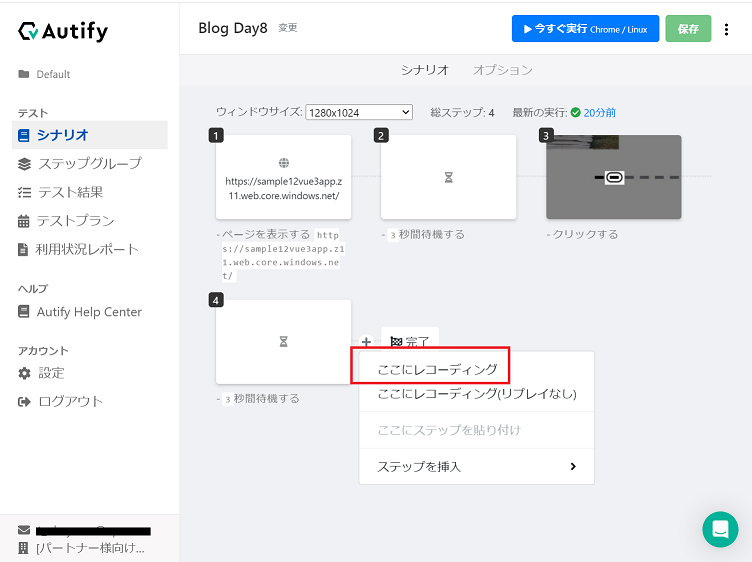 Autify
Default
テスト
シナリオ
ステップグループ
テスト結果
テストプラン
利用状況レポート
ヘルプ
Autify Help Center
アカウント
設定
ログアウト
[パートナー様向け...
Blog Day8 変更
今すぐ実行 Chrome / Linux
保存
シナリオ オプション
ウィンドウサイズ: 1280x1024 総ステップ: 4 最新の実行: 20分前
1
https://sample12vue3app.z
11.web.core.windows.net/
- ページを表示する http
s://sample12vue3app.z1
1.web.core.windows.ne
t/
2
- 3 秒間待機する
3
- クリックする
4
- 3 秒間待機する
+ 完了
ここにレコーディング
ここにレコーディング(リプレイなし)
ここにステップを貼り付け
ステップを挿入